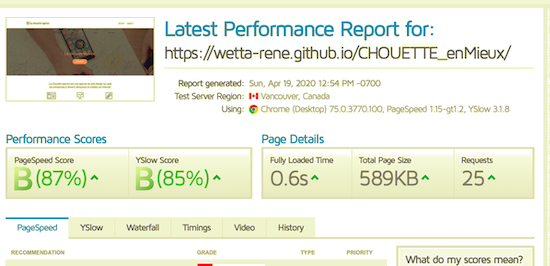 Latest Performance Report for:
https://wetta-rene.github.io/CHOUETTE_enMieux/
Report generated: Sun, Apr 19, 2020 12:54 PM -0700
Test Server Region: Vancouver, Canada
Using: Chrome (Desktop) 75.0.3770.100, PageSpeed 1.15-gt1.2, YSlow 3.1.8
Performance Scores
Page Details
PageSpeed Score
YSlow Score
Fully Loaded Time
Total Page Size
Requests
B (87%)
B (85%)
0.6s
589KB
25
PageSpeed YSlow Waterfall Timings Video History
RECOMMENDATION GRADE TYPE PRIORITY
What do my scores mean?